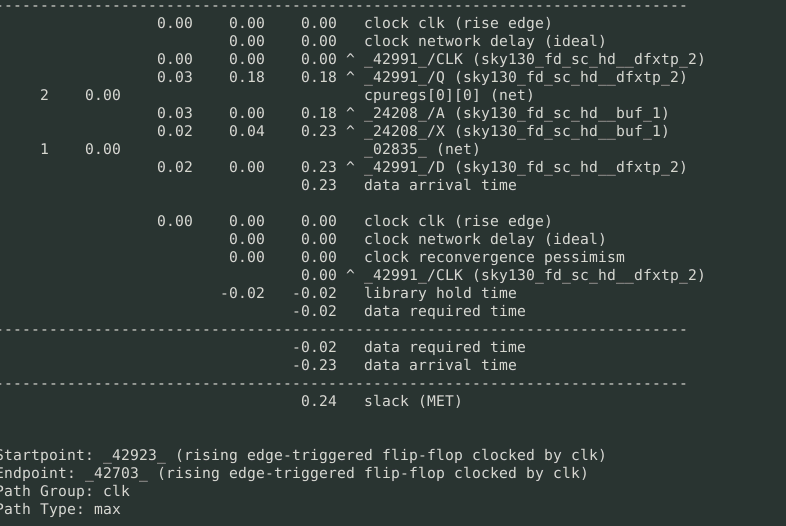 -----------------------------------------------------------------------------
0.00 0.00 0.00 clock clk (rise edge)
0.00 0.00 clock network delay (ideal)
0.00 0.00 0.00 ^ _42991_/CLK (sky130_fd_sc_hd__dfxtp_2)
0.03 0.18 0.18 ^ _42991_/Q (sky130_fd_sc_hd__dfxtp_2)
2 0.00 cpuregs[0][0] (net)
0.03 0.00 0.18 ^ _24208_/A (sky130_fd_sc_hd__buf_1)
0.02 0.04 0.23 ^ _24208_/X (sky130_fd_sc_hd__buf_1)
1 0.00 _02835_ (net)
0.02 0.00 0.23 ^ _42991_/D (sky130_fd_sc_hd__dfxtp_2)
0.23 data arrival time
0.00 0.00 0.00 clock clk (rise edge)
0.00 0.00 clock network delay (ideal)
0.00 0.00 clock reconvergence pessimism
0.00 ^ _42991_/CLK (sky130_fd_sc_hd__dfxtp_2)
-0.02 -0.02 library hold time
-0.02 data required time
-----------------------------------------------------------------------------
-0.02 data required time
-0.23 data arrival time
-----------------------------------------------------------------------------
0.24 slack (MET)
Startpoint: _42923_ (rising edge-triggered flip-flop clocked by clk)
Endpoint: _42703_ (rising edge-triggered flip-flop clocked by clk)
Path Group: clk
Path Type: max